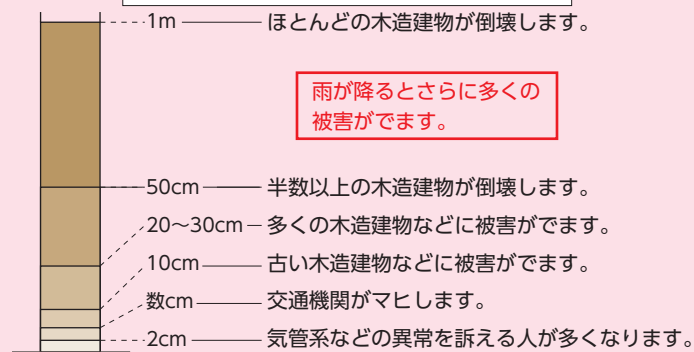 1m ほとんどの木造建物が倒壊します。
雨が降るとさらに多くの
被害がでます。
50cm 半数以上の木造建物が倒壊します。
20〜30cm 多くの木造建物などに被害がでます。
10cm 古い木造建物などに被害がでます。
数cm 交通機関がマヒします。
2cm 気管系などの異常を訴える人が多くなります。